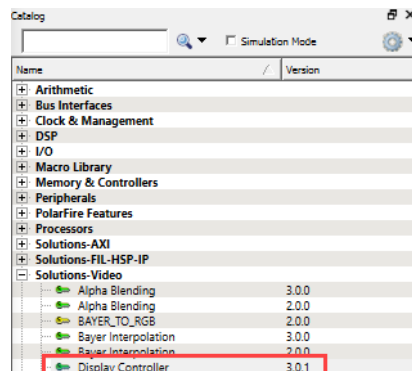 Catalog
Simulation Mode
Name Version
Arithmetic
Bus Interfaces
Clock & Management
DSP
I/O
Macro Library
Memory & Controllers
Peripherals
PolarFire Features
Processors
Solutions-AXI
Solutions-FIL-HSP-IP
Solutions-Video
Alpha Blending 3.0.0
Alpha Blending 2.0.0
BAYER_TO_RGB 2.0.0
Bayer Interpolation 3.0.0
Bayer Interpolation 2.0.0
Display Controller 3.0.1